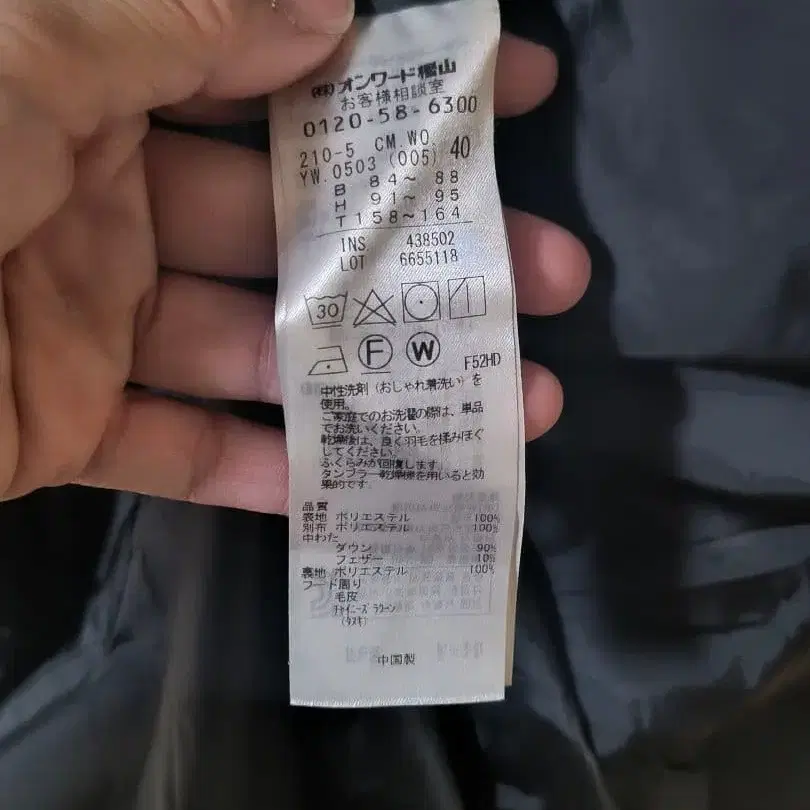 (株)オンワード樫山
お客様相談室
0120-58-6300
210-5 CM.WO.
YW.0503 (005) 40
B 84~ 88
H 91~ 95
T 158~164
INS 438502
LOT 6655118
30
F W F52HD
中性洗剤(おしゃれ着洗い)を
使用。
ご家庭でのお洗濯の際は、単品
でお洗いください。
乾燥後は、良く羽毛を揉みほぐ
してください。
ふくらみが回復します。
タンブラー乾燥機を用いると効
果的です。
品質
表地 ポリエステル 100%
別布 ポリエステル 100%
中わた
ダウン 90%
フェザー 10%
裏地 ポリエステル 100%
フード周り
毛皮
チャイニーズラクーン
(タヌキ)
中国製